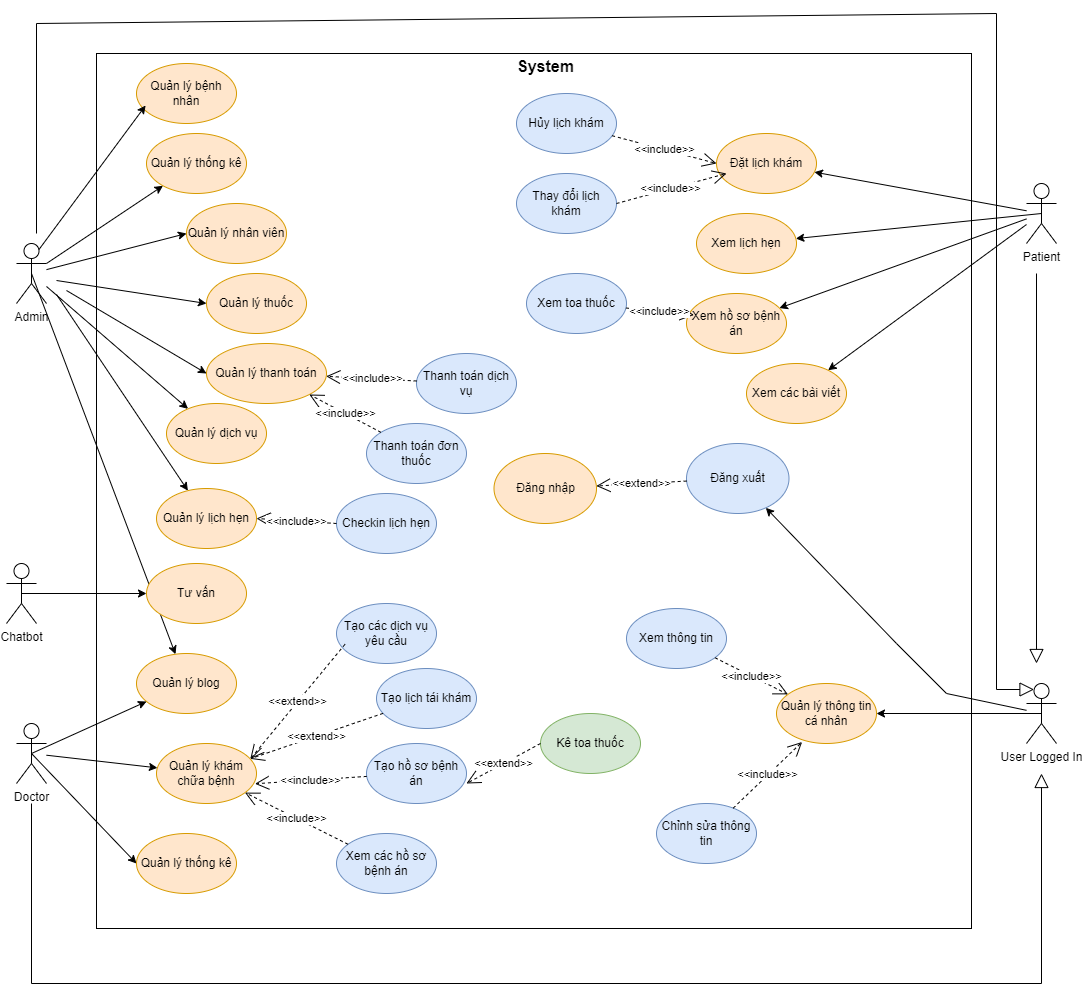 System
Quản lý bệnh
nhân
Quản lý thống kê
Quản lý nhân viên
Quản lý thuốc
Quản lý thanh toán
<<include>>
Thanh toán dịch
vụ
<<include>>
Thanh toán đơn
thuốc
Quản lý dịch vụ
Quản lý lịch hẹn
<<include>>
Checkin lịch hẹn
Admin
Tư vấn
Chatbot
Quản lý blog
Tạo các dịch vụ
yêu cầu
<<extend>>
Tạo lịch tái khám
<<extend>>
Quản lý khám
chữa bệnh
<<include>>
Tạo hồ sơ bệnh
án
<<extend>>
Kê toa thuốc
<<include>>
Xem các hồ sơ
bệnh án
Doctor
Quản lý thống kê
Hủy lịch khám
<<include>>
Đặt lịch khám
Thay đổi lịch
khám
<<include>>
Xem lịch hẹn
Patient
Xem toa thuốc
<<include>>
Xem hồ sơ bệnh
án
Xem các bài viết
Đăng nhập
<<extend>>
Đăng xuất
Xem thông tin
<<include>>
Quản lý thông tin
cá nhân
User Logged In
<<include>>
Chỉnh sửa thông
tin